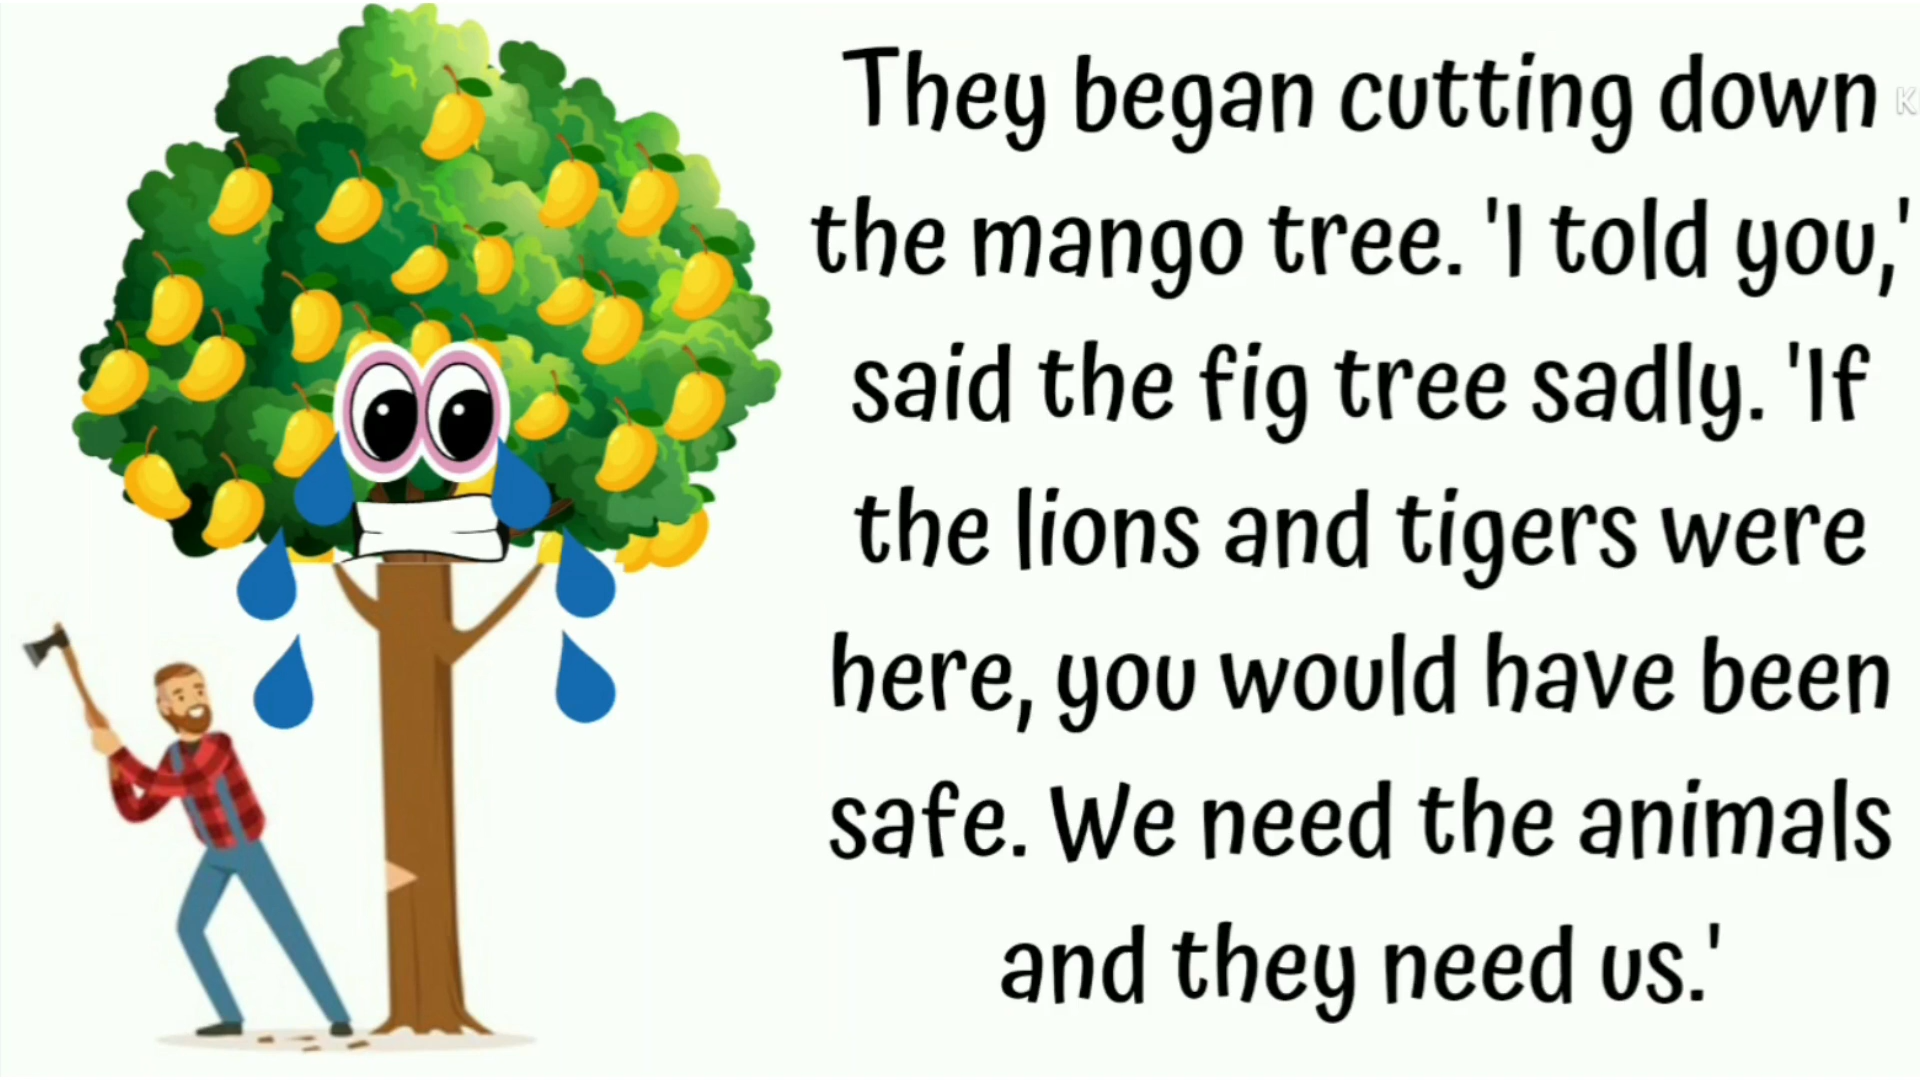 They began cutting down
the mango tree. 'I told you,'
said the fig tree sadly. 'If
the lions and tigers were
here, you would have been
safe. We need the animals
and they need us.'